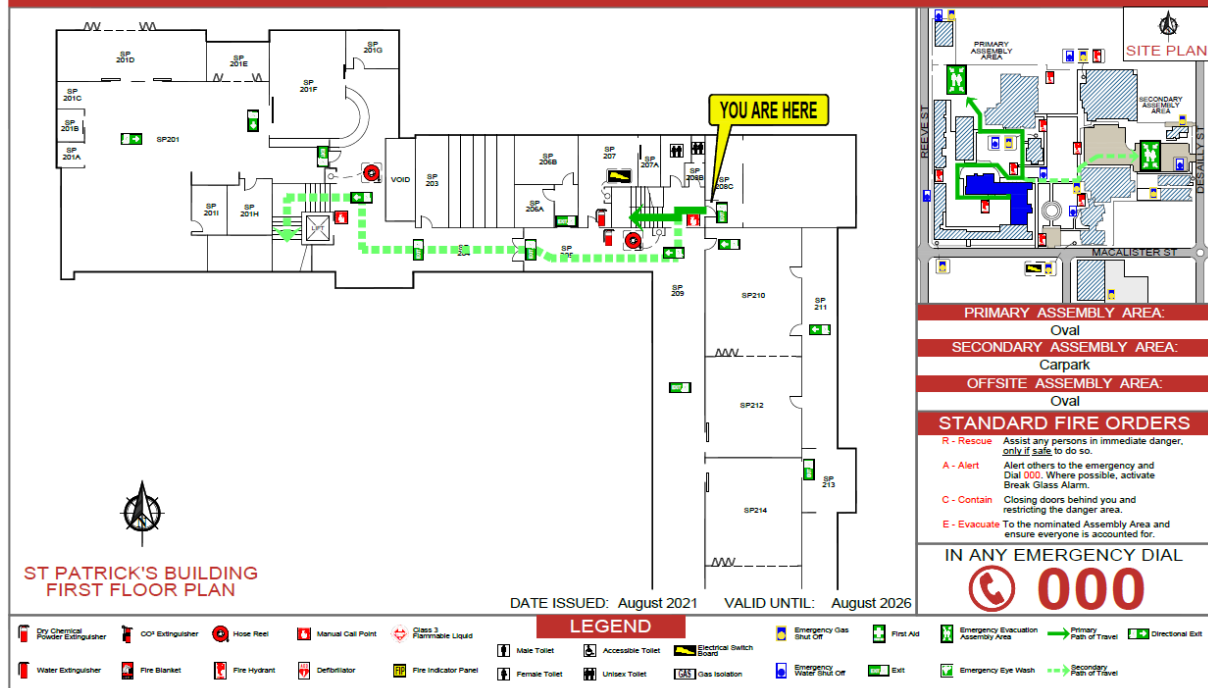 SP
201D
SP
201E
SP
201G
SP
201F
SP
201C
SP
201B
SP
201A
SP201
SP
201I
SP
201H
LIFT
VOID
SP
203
SP
206B
SP
206A
SP
207
SP
207A
SP
208B
SP
208C
YOU ARE HERE
SP
209
SP210
SP
211
SP212
SP
213
SP214
ST PATRICK'S BUILDING
FIRST FLOOR PLAN
DATE ISSUED: August 2021
VALID UNTIL: August 2026
SITE PLAN
PRIMARY
ASSEMBLY
AREA
SECONDARY
ASSEMBLY
AREA
REEVE ST
DESAILLY ST
MACALISTER ST
PRIMARY ASSEMBLY AREA:
Oval
SECONDARY ASSEMBLY AREA:
Carpark
OFFSITE ASSEMBLY AREA:
Oval
STANDARD FIRE ORDERS
R - Rescue Assist any persons in immediate danger,
only if safe to do so.
A - Alert Alert others to the emergency and
Dial 000. Where possible, activate
Break Glass Alarm.
C - Contain Closing doors behind you and
restricting the danger area.
E - Evacuate To the nominated Assembly Area and
ensure everyone is accounted for.
IN ANY EMERGENCY DIAL
000
LEGEND
Dry Chemical
Powder Extinguisher
CO² Extinguisher
Hose Reel
Manual Call Point
Class 3
Flammable Liquid
Water Extinguisher
Fire Blanket
Fire Hydrant
Defibrillator
FIP
Fire Indicator Panel
Male Toilet
Accessible Toilet
Electrical Switch
Board
Female Toilet
Unisex Toilet
GAS
Gas Isolation
Emergency Gas
Shut Off
First Aid
Emergency Evacuation
Assembly Area
Primary
Path of Travel
Directional Exit
Emergency
Water Shut Off
Exit
Emergency Eye Wash
Secondary
Path of Travel